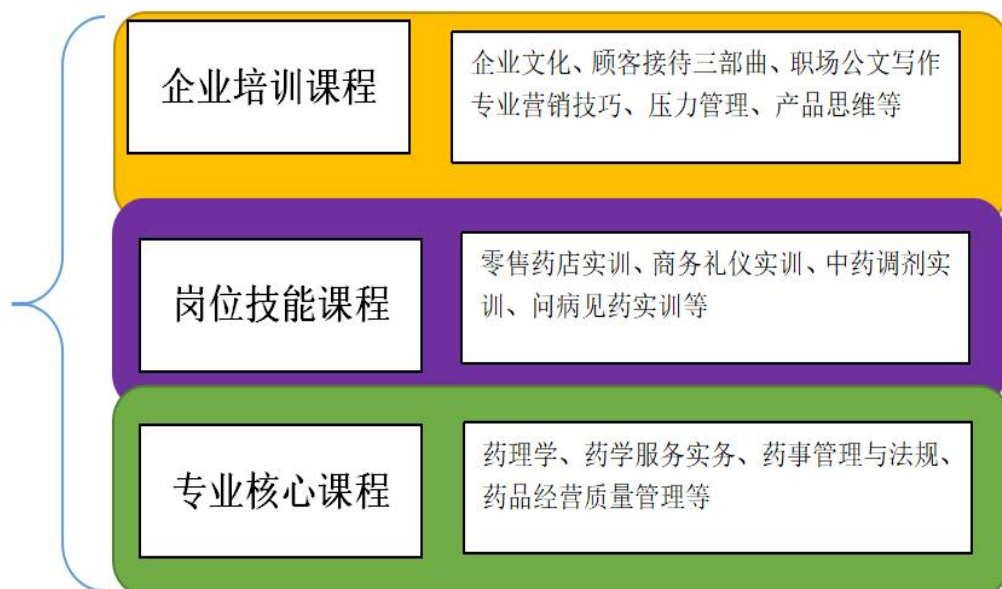 企业培训课程
企业文化、顾客接待三部曲、职场公文写作
专业营销技巧、压力管理、产品思维等
岗位技能课程
零售药店实训、商务礼仪实训、中药调剂实
训、问病见药实训等
专业核心课程
药理学、药学服务实务、药事管理与法规、
药品经营质量管理等